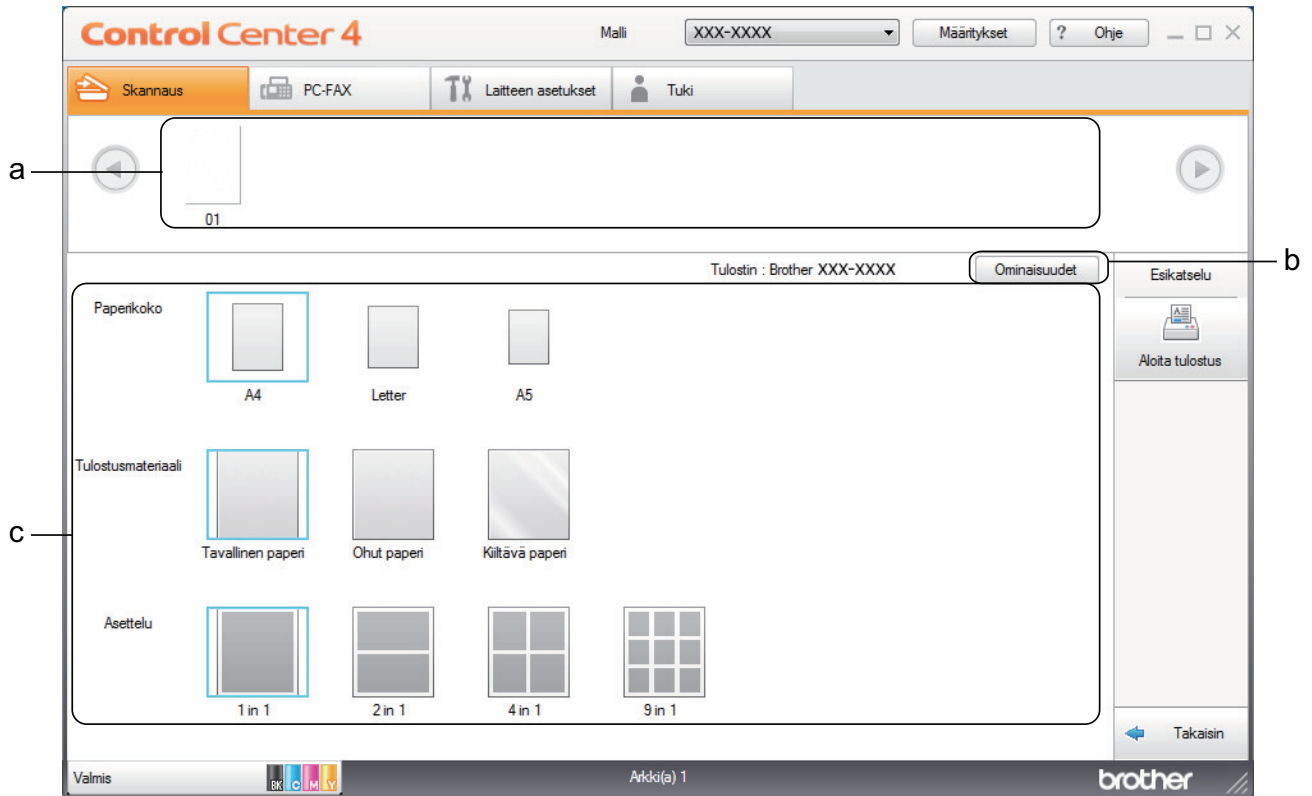 Control Center 4
Malli
XXX-XXXX
Määritykset
? Ohje
Skannaus
PC-FAX
Laitteen asetukset
Tuki
a
01
b
Tulostin : Brother XXX-XXXX
Ominaisuudet
Esikatselu
Aloita tulostus
Paperikoko
A4
Letter
A5
c
Tulostusmateriaali
Tavallinen paperi
Ohut paperi
Kiiltävä paperi
Asettelu
1 in 1
2 in 1
4 in 1
9 in 1
Takaisin
Valmis
BK C M Y
Arkki(a) 1
brother